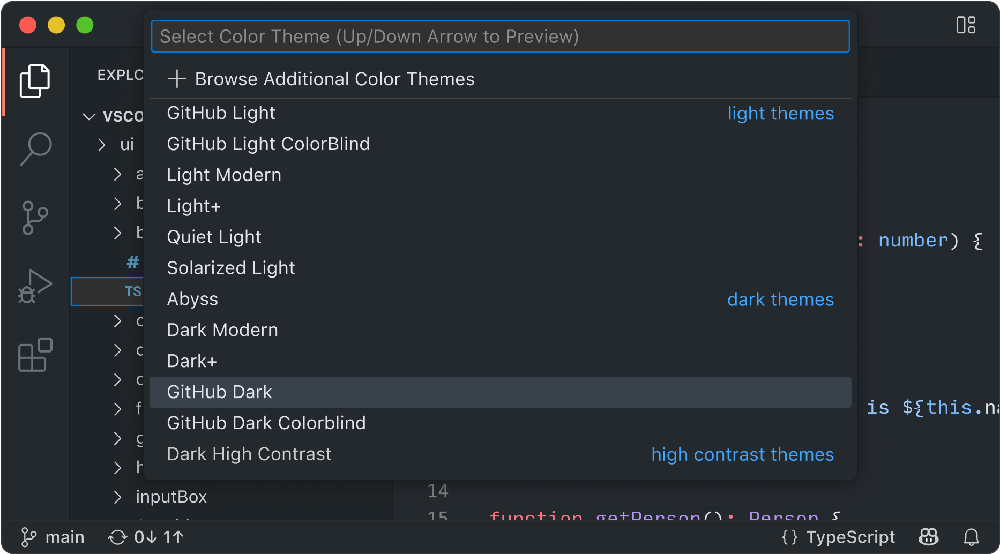 Select Color Theme (Up/Down Arrow to Preview)
Browse Additional Color Themes
GitHub Light light themes
GitHub Light ColorBlind
Light Modern
Light+
Quiet Light
Solarized Light
Abyss dark themes
Dark Modern
Dark+
GitHub Dark
GitHub Dark Colorblind
Dark High Contrast high contrast themes
EXPLO
VSCO
ui
#
TS
inputBox
: number) {
is ${this.na
14
15 function getPerson(): Person {
main 0↓ 1↑ {} TypeScript